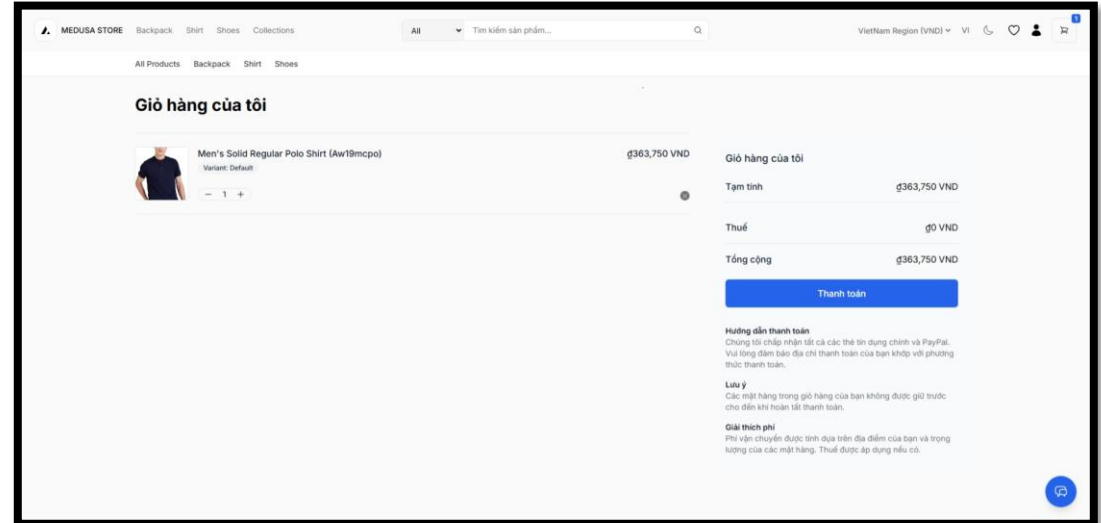 MEDUSA STORE Backpack Shirt Shoes Collections All Tìm kiếm sản phẩm... VietNam Region (VND) VI 1
All Products Backpack Shirt Shoes
Giỏ hàng của tôi
Men's Solid Regular Polo Shirt (Aw19mcpo) ₫363,750 VND
Variant: Default
− 1 +
Giỏ hàng của tôi
Tạm tính ₫363,750 VND
Thuế ₫0 VND
Tổng cộng ₫363,750 VND
Thanh toán
Hướng dẫn thanh toán
Chúng tôi chấp nhận tất cả các thẻ tín dụng chính và PayPal.
Vui lòng đảm bảo địa chỉ thanh toán của bạn khớp với phương
thức thanh toán.
Lưu ý
Các mặt hàng trong giỏ hàng của bạn không được giữ trước
cho đến khi hoàn tất thanh toán.
Giải thích phí
Phí vận chuyển được tính dựa trên địa điểm của bạn và trọng
lượng của các mặt hàng. Thuế được áp dụng nếu có.